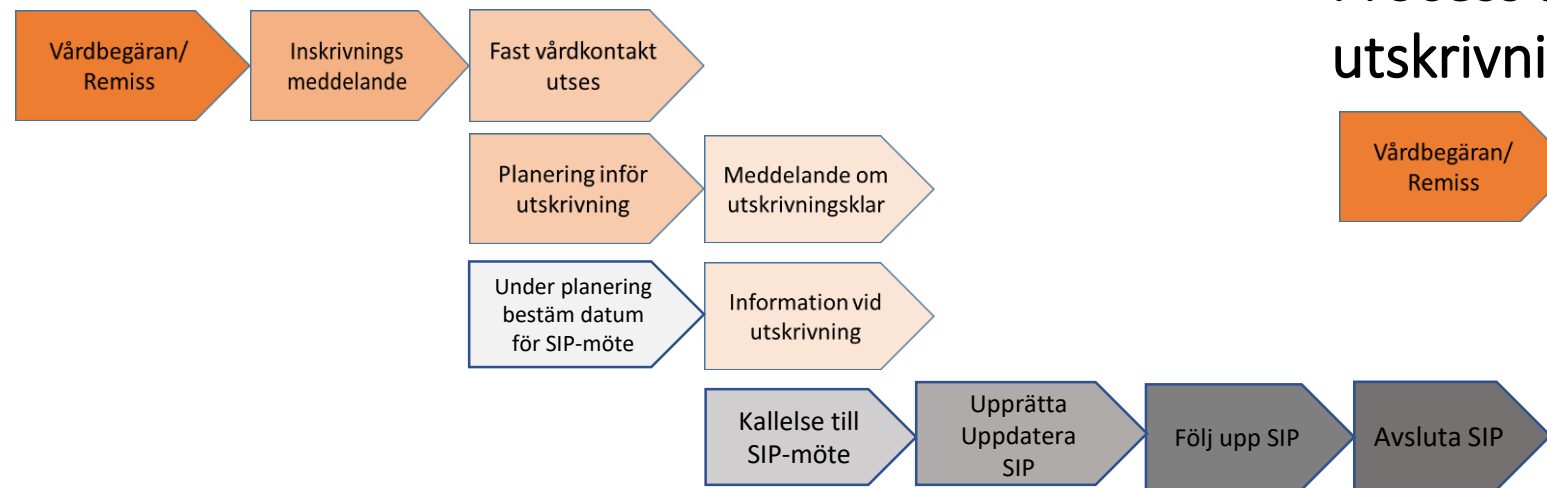 Vårdbegäran/
Remiss
Inskrivnings
meddelande
Fast vårdkontakt
utses
utskrivni
Vårdbegäran/
Remiss
Planering inför
utskrivning
Meddelande om
utskrivningsklar
Under planering
bestäm datum
för SIP-möte
Information vid
utskrivning
Kallelse till
SIP-möte
Upprätta
Uppdatera
SIP
Följ upp SIP
Avsluta SIP